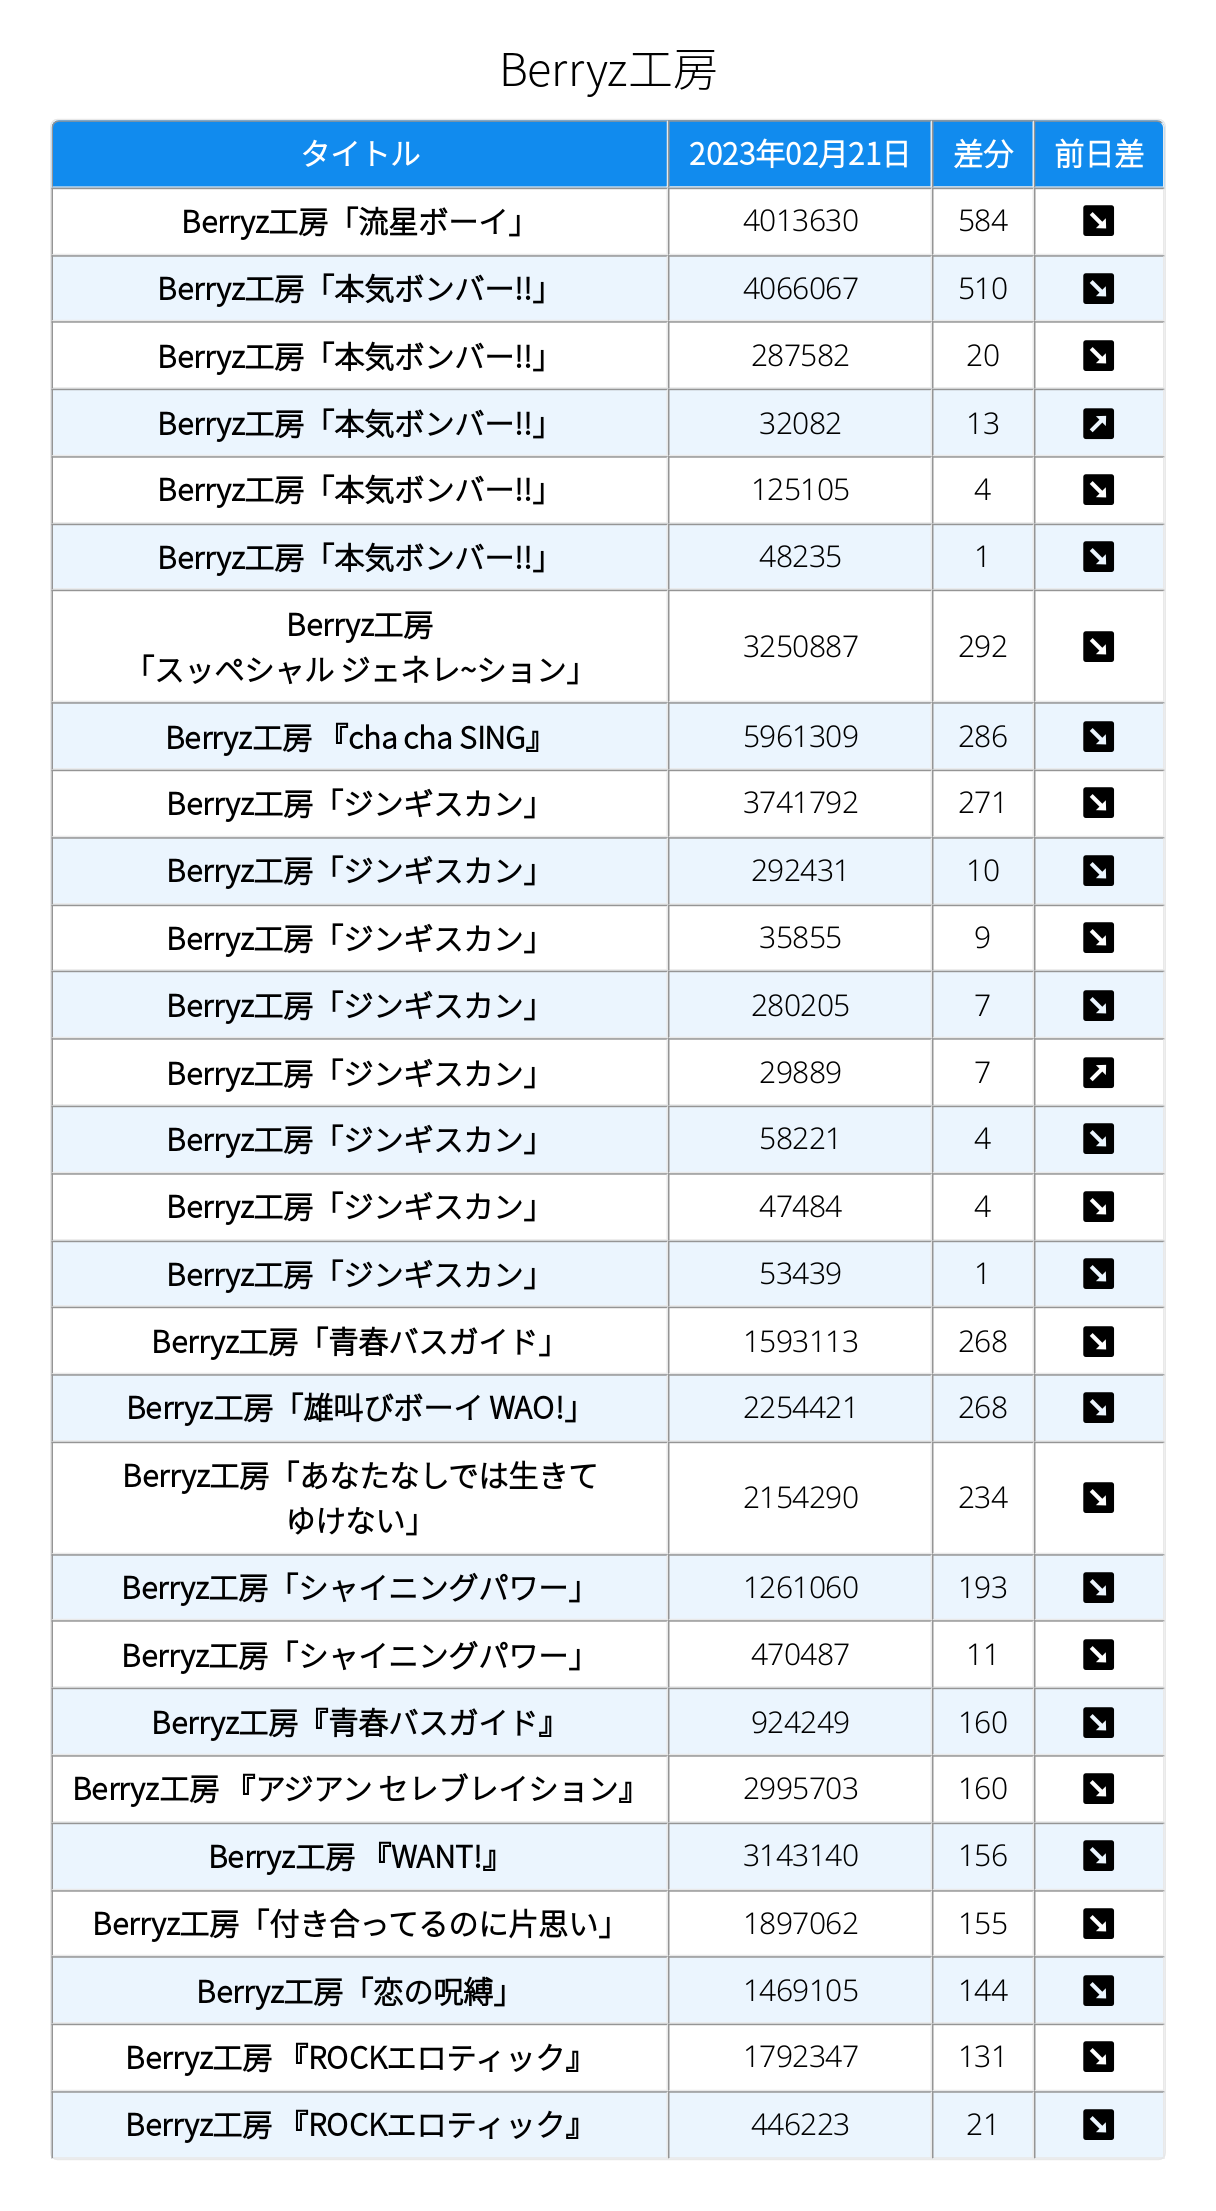 Berryz工房
タイトル 2023年02月21日 差分 前日差
Berryz工房「流星ボーイ」 4013630 584 ↘
Berryz工房「本気ボンバー!!」 4066067 510 ↘
Berryz工房「本気ボンバー!!」 287582 20 ↘
Berryz工房「本気ボンバー!!」 32082 13 ↗
Berryz工房「本気ボンバー!!」 125105 4 ↘
Berryz工房「本気ボンバー!!」 48235 1 ↘
Berryz工房
「スッペシャル ジェネレ~ション」 3250887 292 ↘
Berryz工房 『cha cha SING』 5961309 286 ↘
Berryz工房「ジンギスカン」 3741792 271 ↘
Berryz工房「ジンギスカン」 292431 10 ↘
Berryz工房「ジンギスカン」 35855 9 ↘
Berryz工房「ジンギスカン」 280205 7 ↘
Berryz工房「ジンギスカン」 29889 7 ↗
Berryz工房「ジンギスカン」 58221 4 ↘
Berryz工房「ジンギスカン」 47484 4 ↘
Berryz工房「ジンギスカン」 53439 1 ↘
Berryz工房「青春バスガイド」 1593113 268 ↘
Berryz工房「雄叫びボーイ WAO!」 2254421 268 ↘
Berryz工房「あなたなしでは生きて
ゆけない」 2154290 234 ↘
Berryz工房「シャイニングパワー」 1261060 193 ↘
Berryz工房「シャイニングパワー」 470487 11 ↘
Berryz工房『青春バスガイド』 924249 160 ↘
Berryz工房 『アジアン セレブレイション』 2995703 160 ↘
Berryz工房 『WANT!』 3143140 156 ↘
Berryz工房「付き合ってるのに片思い」 1897062 155 ↘
Berryz工房「恋の呪縛」 1469105 144 ↘
Berryz工房 『ROCKエロティック』 1792347 131 ↘
Berryz工房 『ROCKエロティック』 446223 21 ↘